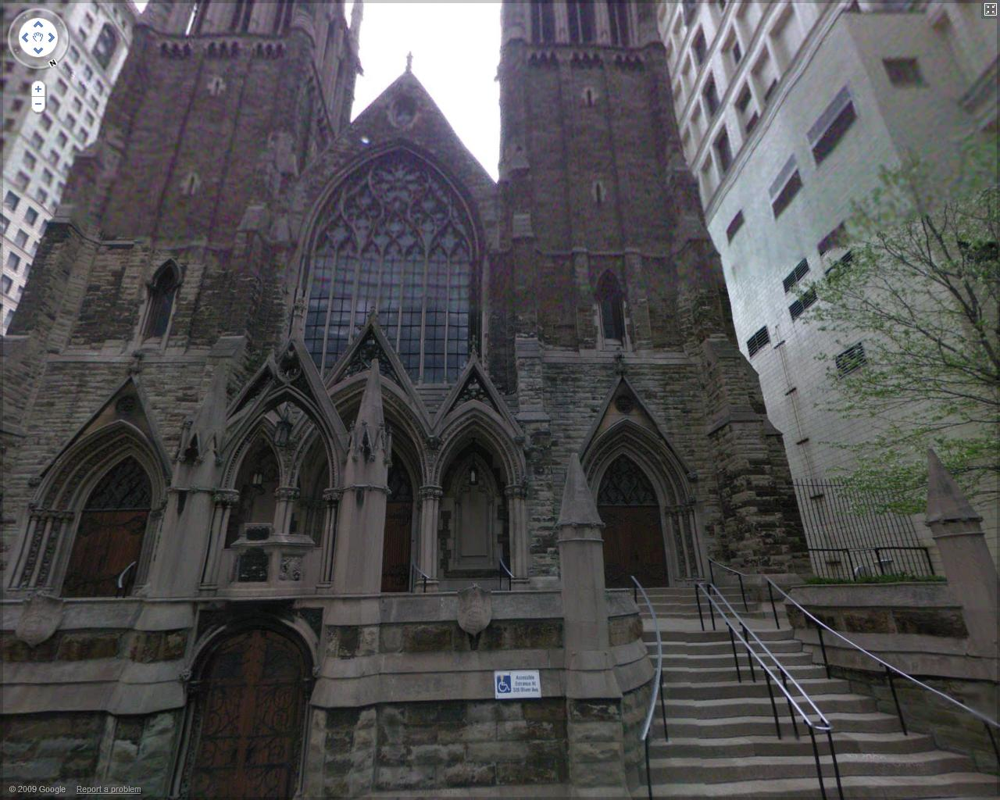 N
Accessible
Entrance At
320 Oliver Ave.
© 2009 Google Report a problem